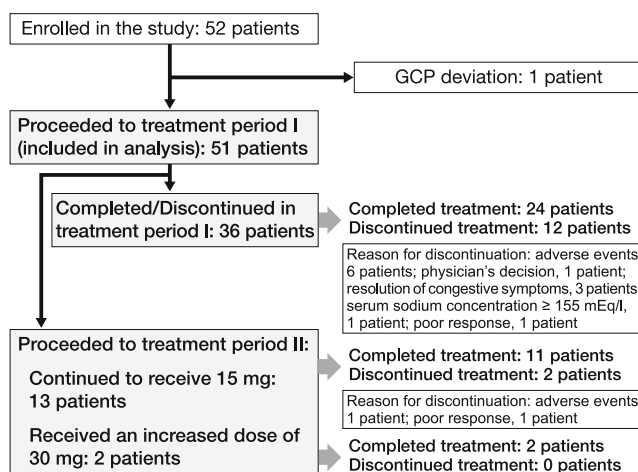 Enrolled in the study: 52 patients
GCP deviation: 1 patient
Proceeded to treatment period I
(included in analysis): 51 patients
Completed/Discontinued in
treatment period I: 36 patients
Completed treatment: 24 patients
Discontinued treatment: 12 patients
Reason for discontinuation: adverse events
6 patients; physician's decision, 1 patient;
resolution of congestive symptoms, 3 patients
serum sodium concentration ≥ 155 mEq/l,
1 patient; poor response, 1 patient
Proceeded to treatment period II:
Continued to receive 15 mg:
13 patients
Completed treatment: 11 patients
Discontinued treatment: 2 patients
Reason for discontinuation: adverse events
1 patient; poor response, 1 patient
Received an increased dose of
30 mg: 2 patients
Completed treatment: 2 patients
Discontinued treatment: 0 patients